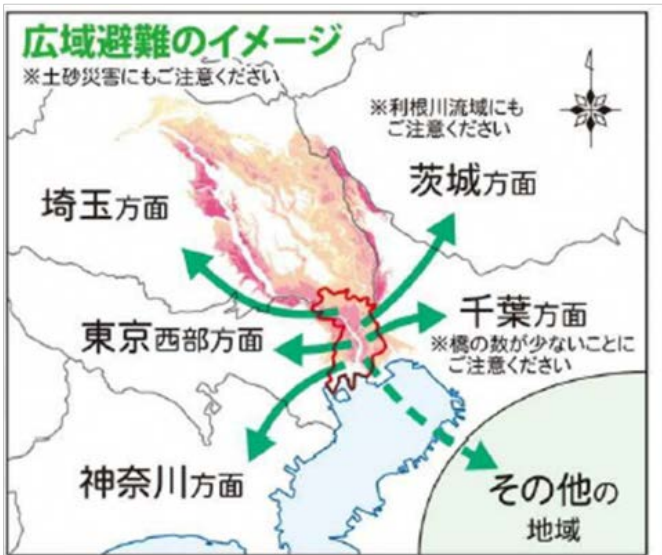 広域避難のイメージ
※土砂災害にもご注意ください
※利根川流域にも
ご注意ください
茨城方面
埼玉方面
千葉方面
※橋の数が少ないことに
ご注意ください
東京西部方面
神奈川方面
その他の
地域